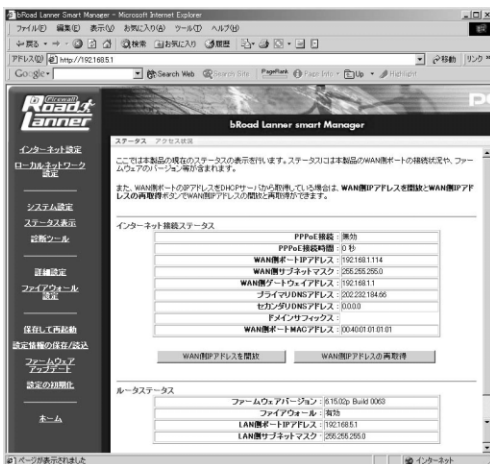 bRoad Lanner Smart Manager - Microsoft Internet Explorer
ファイル(F) 編集(E) 表示(V) お気に入り(A) ツール(T) ヘルプ(H)
戻る 検索 お気に入り 履歴
アドレス(D) http://192.168.5.1 移動 リンク
Google Search Web Search Site PageRank Page Info Up Highlight
Firewall
Road
Lanner
bRoad Lanner smart Manager
インターネット設定
ローカルネットワーク
設定
システム設定
ステータス表示
診断ツール
詳細設定
ファイアウォール
設定
保存して再起動
設定情報の保存/読込
ファームウェア
アップデート
設定の初期化
ホーム
ステータス アクセス状況
ここでは本製品の現在のステータスの表示を行います。ステータスには本製品のWAN側ポートの接続状況や、ファー
ムウェアのバージョン等が含まれます。
また、WAN側ポートのIPアドレスをDHCPサーバから取得している場合は、WAN側IPアドレスを開放とWAN側IPアド
レスの再取得ボタンでWAN側IPアドレスの開放と再取得ができます。
インターネット接続ステータス
PPPoE接続 : 無効
PPPoE接続時間 : 0 秒
WAN側ポートIPアドレス : 192.168.1.114
WAN側サブネットマスク : 255.255.255.0
WAN側ゲートウェイアドレス : 192.168.1.1
プライマリDNSアドレス : 202.232.184.66
セカンダリDNSアドレス : 0.0.0.0
ドメインサフィックス :
WAN側ポートMACアドレス : 00:40:01:01:01:01
WAN側IPアドレスを開放 WAN側IPアドレスの再取得
ルータステータス
ファームウェアバージョン : 6.15.02p Build 0063
ファイアウォール : 有効
LAN側ポートIPアドレス : 192.168.5.1
LAN側サブネットマスク : 255.255.255.0
ページが表示されました インターネット